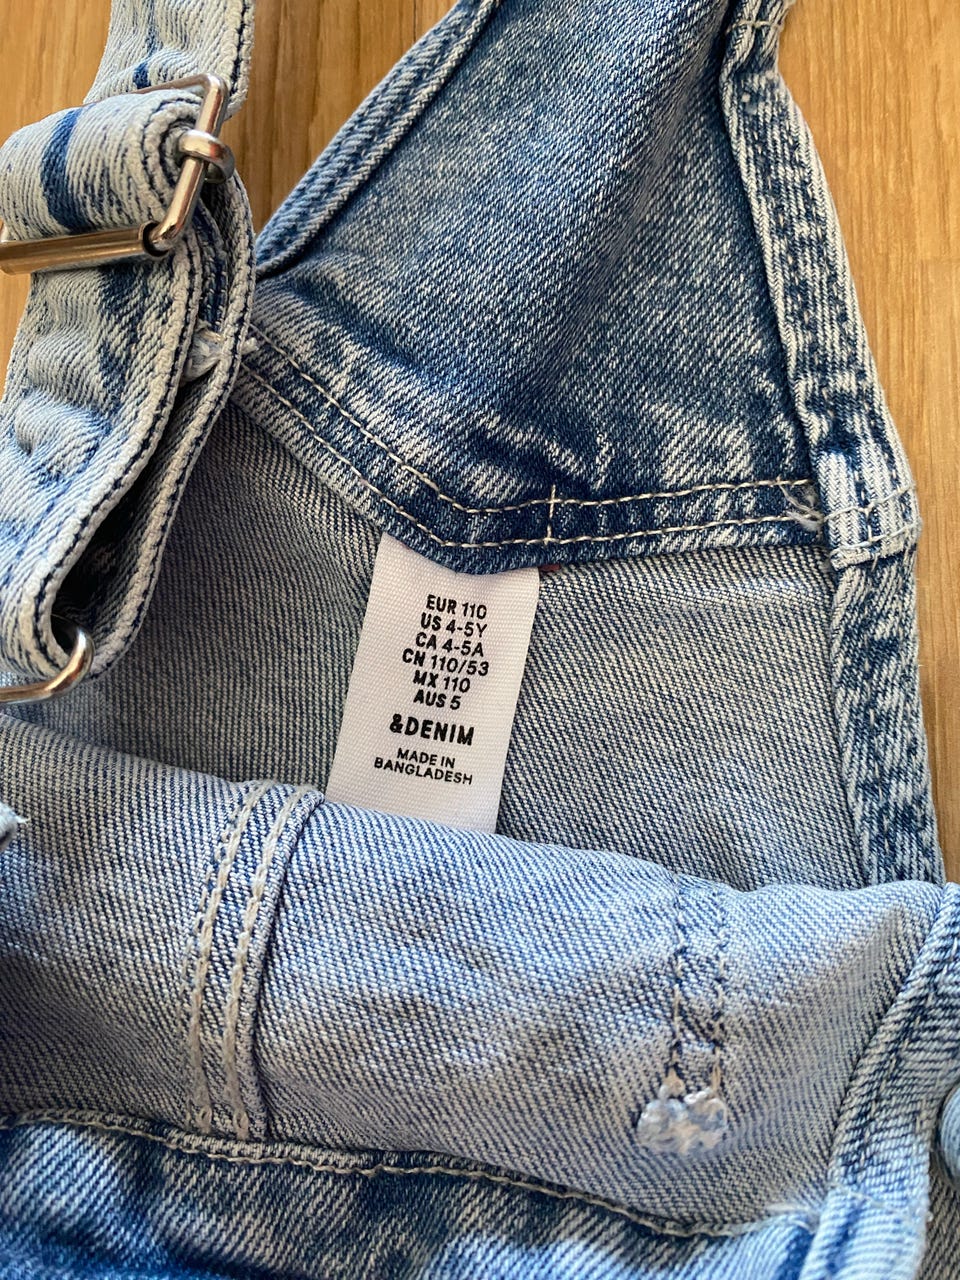 EUR 110
US 4-5Y
CA 4-5A
CN 110/53
MX 110
AUS 5
&DENIM
MADE IN
BANGLADESH